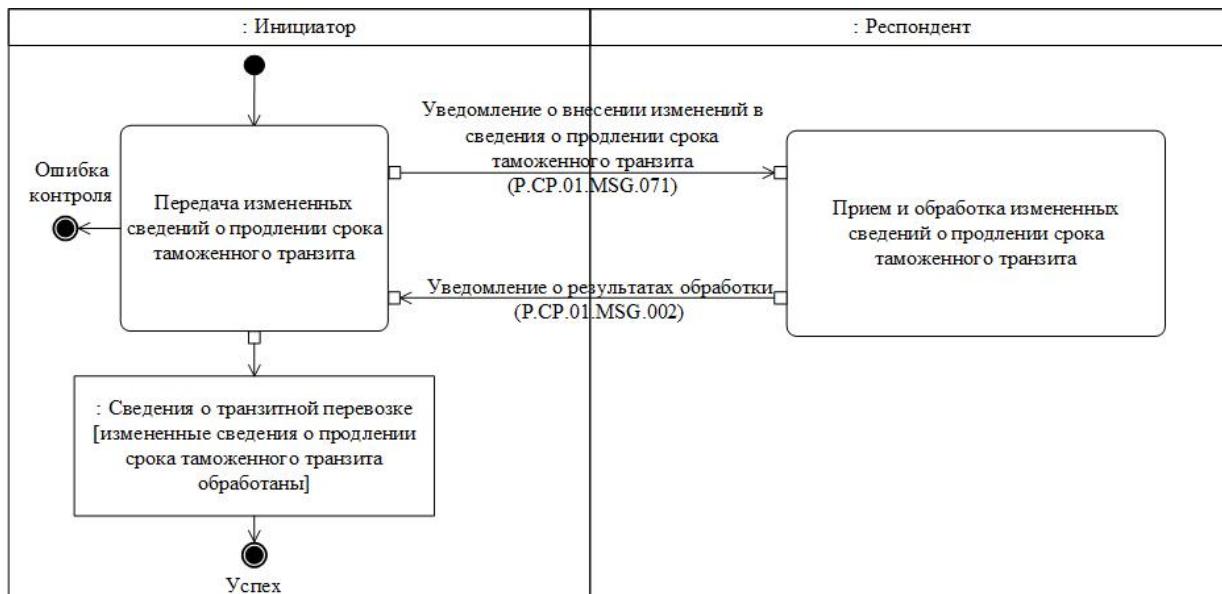 : Инициатор
: Респондент
Уведомление о внесении изменений в
сведения о продлении срока
таможенного транзита
(P.CP.01.MSG.071)
Ошибка
контроля
Передача измененных
сведений о продлении срока
таможенного транзита
Прием и обработка измененных
сведений о продлении срока
таможенного транзита
Уведомление о результатах обработки
(P.CP.01.MSG.002)
: Сведения о транзитной перевозке
[измененные сведения о продлении
срока таможенного транзита
обработаны]
Успех